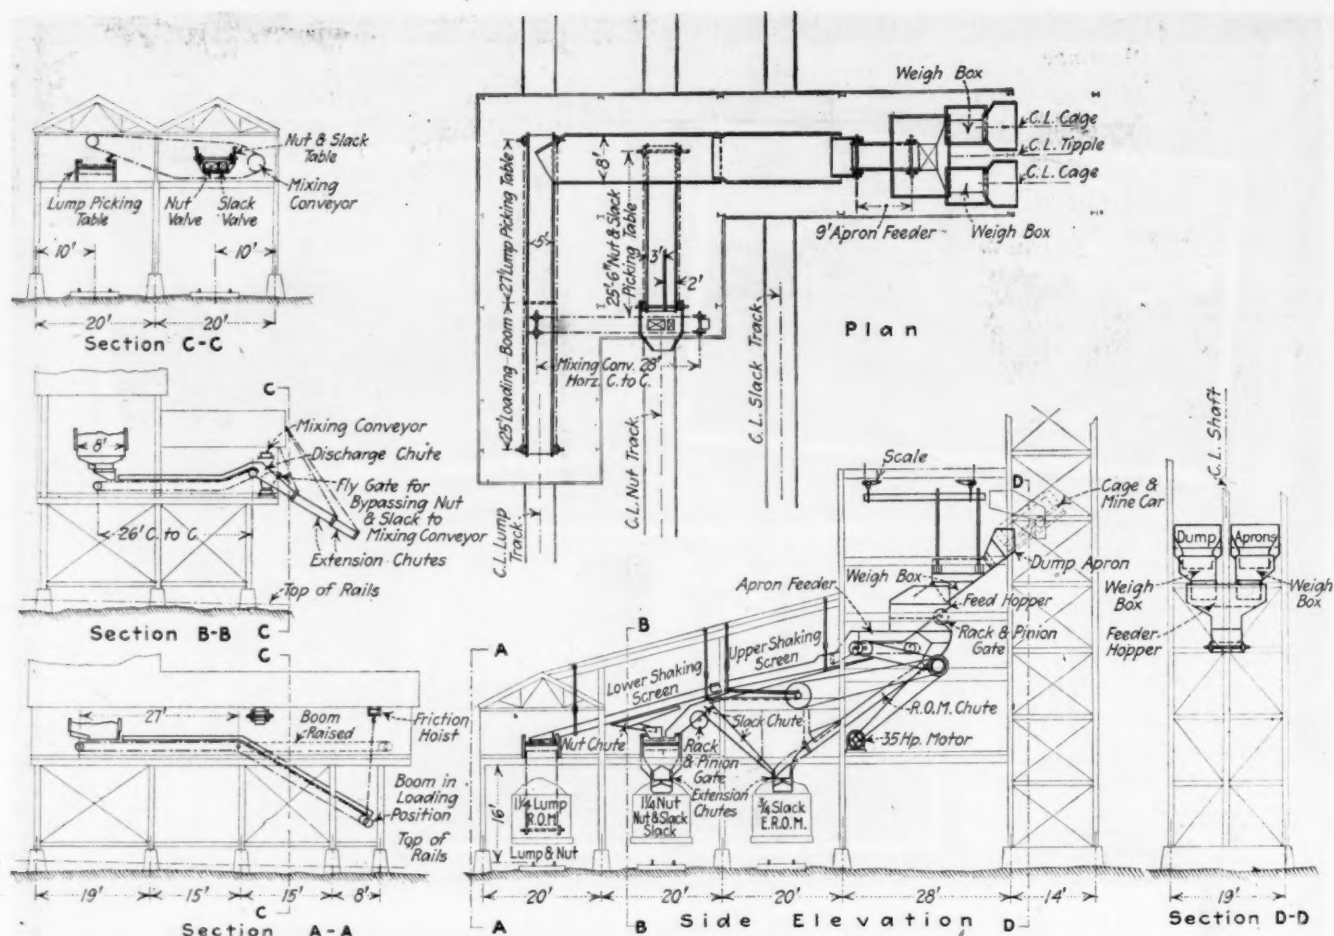 Nut & Slack
Table
Mixing
Conveyor
Lump Picking
Table
Nut
Valve
Slack
Valve
10'
10'
20'
20'
Section C-C
C
8'
Mixing Conveyor
Discharge Chute
Fly Gate for
Bypassing Nut
& Slack to
Mixing Conveyor
26' C. to C.
Extension Chutes
Top of Rails
Section B-B
C
C
27'
Boom
Raised
Friction
Hoist
Boom in
Loading
Position
Top of
Rails
19'
15'
15'
8'
C
Section A-A
Weigh Box
C.L. Cage
C.L. Tipple
C.L. Cage
Weigh Box
9' Apron Feeder
8'
27' Lump Picking Table
5'
25'-6" Nut & Slack
Picking Table
3'
2'
25' Loading Boom
Mixing Conv. 28'
Horz. C. to C.
Plan
C.L. Lump
Track
C.L. Nut Track
C.L. Slack Track
Scale
D
Cage &
Mine Car
Dump Apron
Weigh Box
Feed Hopper
Apron Feeder
Rack & Pinion
Gate
B
A
Upper Shaking
Screen
Lower Shaking
Screen
R.O.M. Chute
Slack Chute
Nut Chute
Rack
& Pinion
Gate
35 Hp. Motor
Extension
Chutes
16'
1¼ Lump
R.O.M.
Lump & Nut
1¼ Nut
Nut & Slack
Slack
¾ Slack
E.R.O.M.
20'
20'
20'
28'
14'
A
B
Side Elevation
D
C.L. Shaft
Dump
Aprons
Weigh
Box
Weigh
Box
Feeder
Hopper
19'
Section D-D